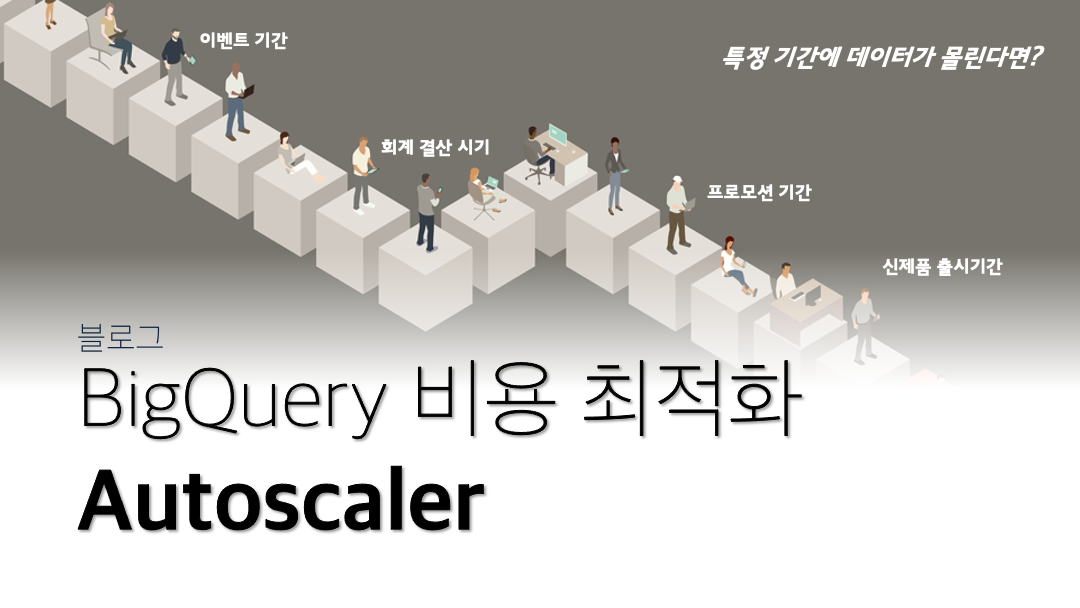 이벤트 기간
특정 기간에 데이터가 몰린다면?
회계 결산 시기
프로모션 기간
신제품 출시기간
블로그
BigQuery 비용 최적화
Autoscaler